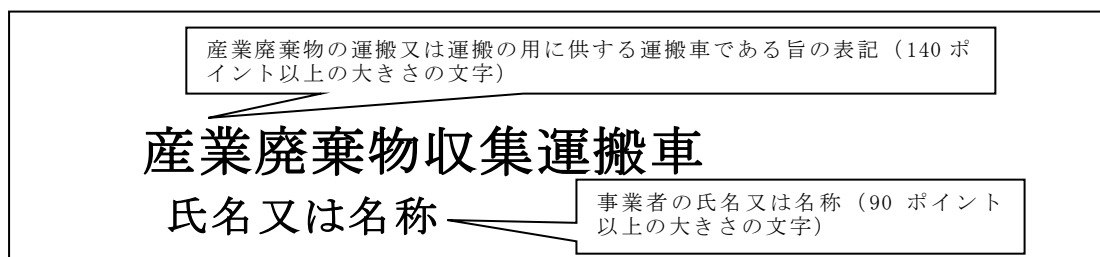 産業廃棄物の運搬又は運搬の用に供する運搬車である旨の表記（140 ポ
イント以上の大きさの文字）
産業廃棄物収集運搬車
氏名又は名称
事業者の氏名又は名称（90 ポイント
以上の大きさの文字）